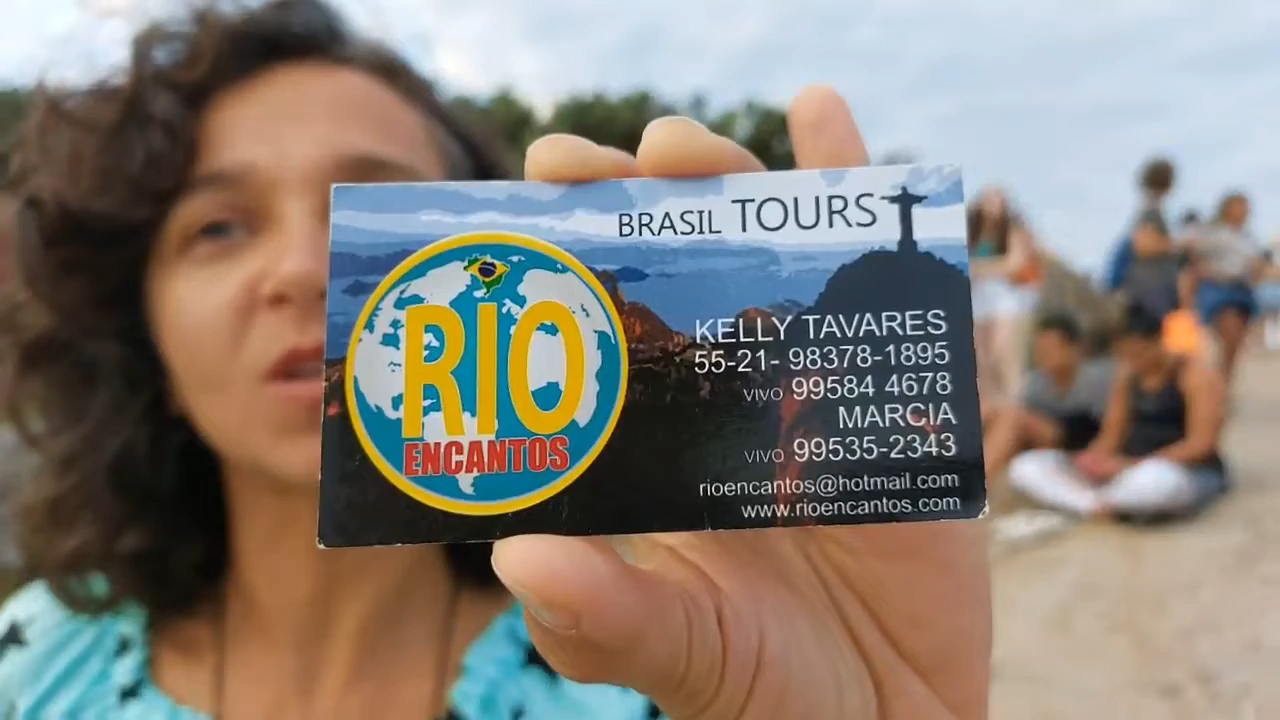 BRASIL TOURS
RIO
ENCANTOS
KELLY TAVARES
55-21- 98378-1895
VIVO 99584 4678
MARCIA
VIVO 99535-2343
rioencantos@hotmail.com
www.rioencantos.com